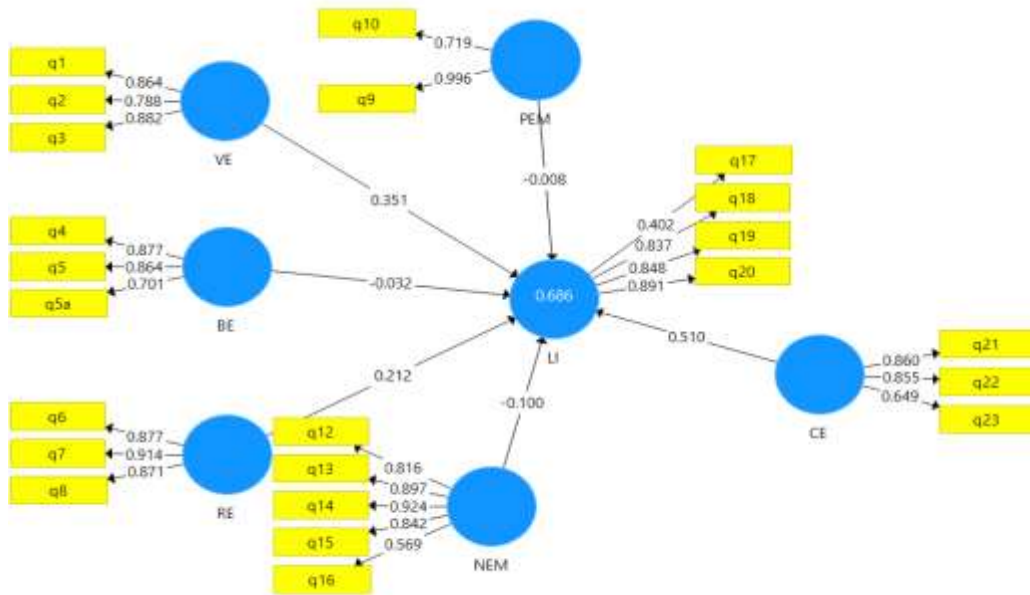 q10
0.719
q9
0.996
PEM
-0.008
q1
0.864
q2
0.788
q3
0.882
VE
0.351
q4
0.877
q5
0.864
q5a
0.701
BE
-0.032
q6
0.877
q7
0.914
q8
0.871
RE
0.212
q12
0.816
q13
0.897
q14
0.924
q15
0.842
q16
0.569
NEM
-0.100
0.686
LI
q17
0.402
q18
0.837
q19
0.848
q20
0.891
0.510
CE
q21
0.860
q22
0.855
q23
0.649